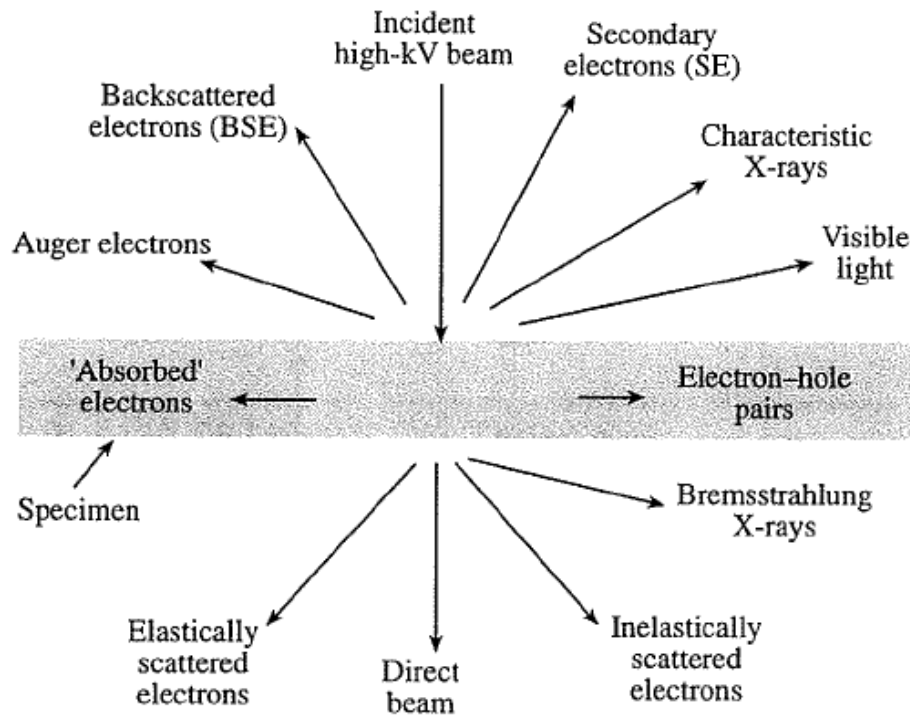 Incident
high-kV beam
Secondary
electrons (SE)
Backscattered
electrons (BSE)
Characteristic
X-rays
Auger electrons
Visible
light
'Absorbed'
electrons
Electron–hole
pairs
Specimen
Bremsstrahlung
X-rays
Elastically
scattered
electrons
Direct
beam
Inelastically
scattered
electrons